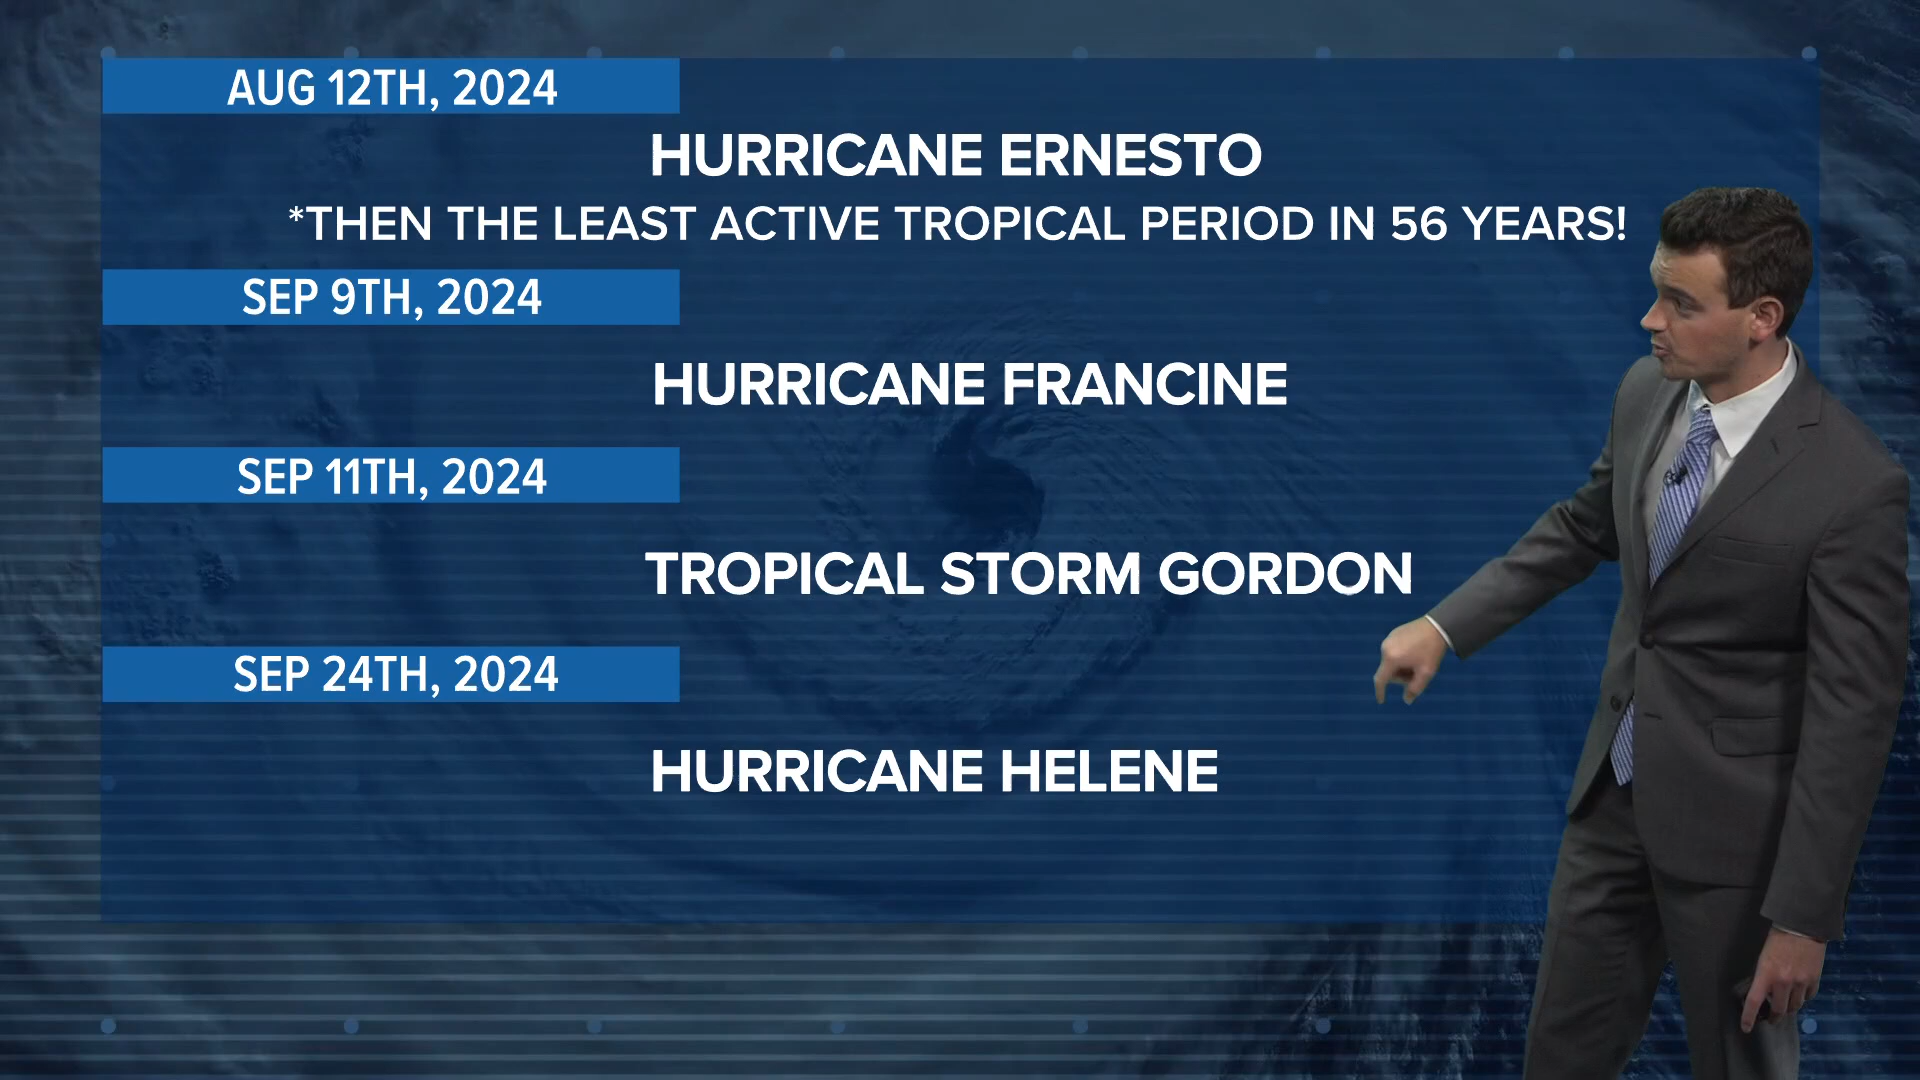 AUG 12TH, 2024
HURRICANE ERNESTO
*THEN THE LEAST ACTIVE TROPICAL PERIOD IN 56 YEARS!
SEP 9TH, 2024
HURRICANE FRANCINE
SEP 11TH, 2024
TROPICAL STORM GORDON
SEP 24TH, 2024
HURRICANE HELENE